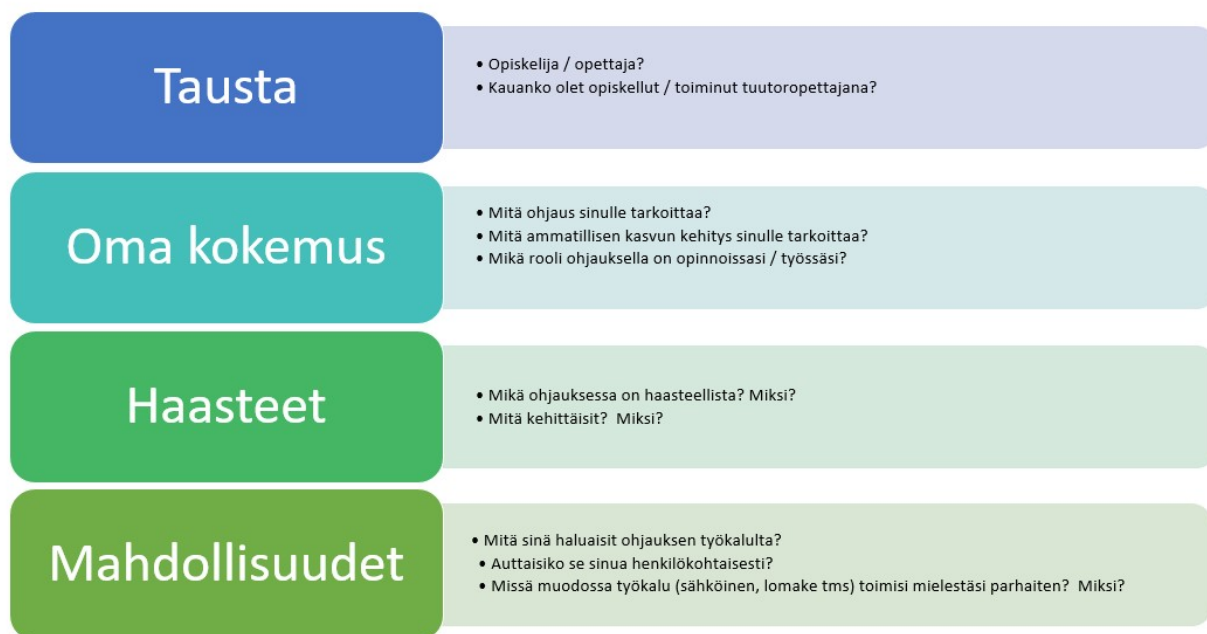 Tausta
• Opiskelija / opettaja?
• Kauanko olet opiskellut / toiminut tuutoropettajana?
Oma kokemus
• Mitä ohjaus sinulle tarkoittaa?
• Mitä ammatillisen kasvun kehitys sinulle tarkoittaa?
• Mikä rooli ohjauksella on opinnoissasi / työssäsi?
Haasteet
• Mikä ohjauksessa on haasteellista? Miksi?
• Mitä kehittäisit? Miksi?
Mahdollisuudet
• Mitä sinä haluaisit ohjauksen työkalulta?
• Auttaisiko se sinua henkilökohtaisesti?
• Missä muodossa työkalu (sähköinen, lomake tms) toimisi mielestäsi parhaiten? Miksi?